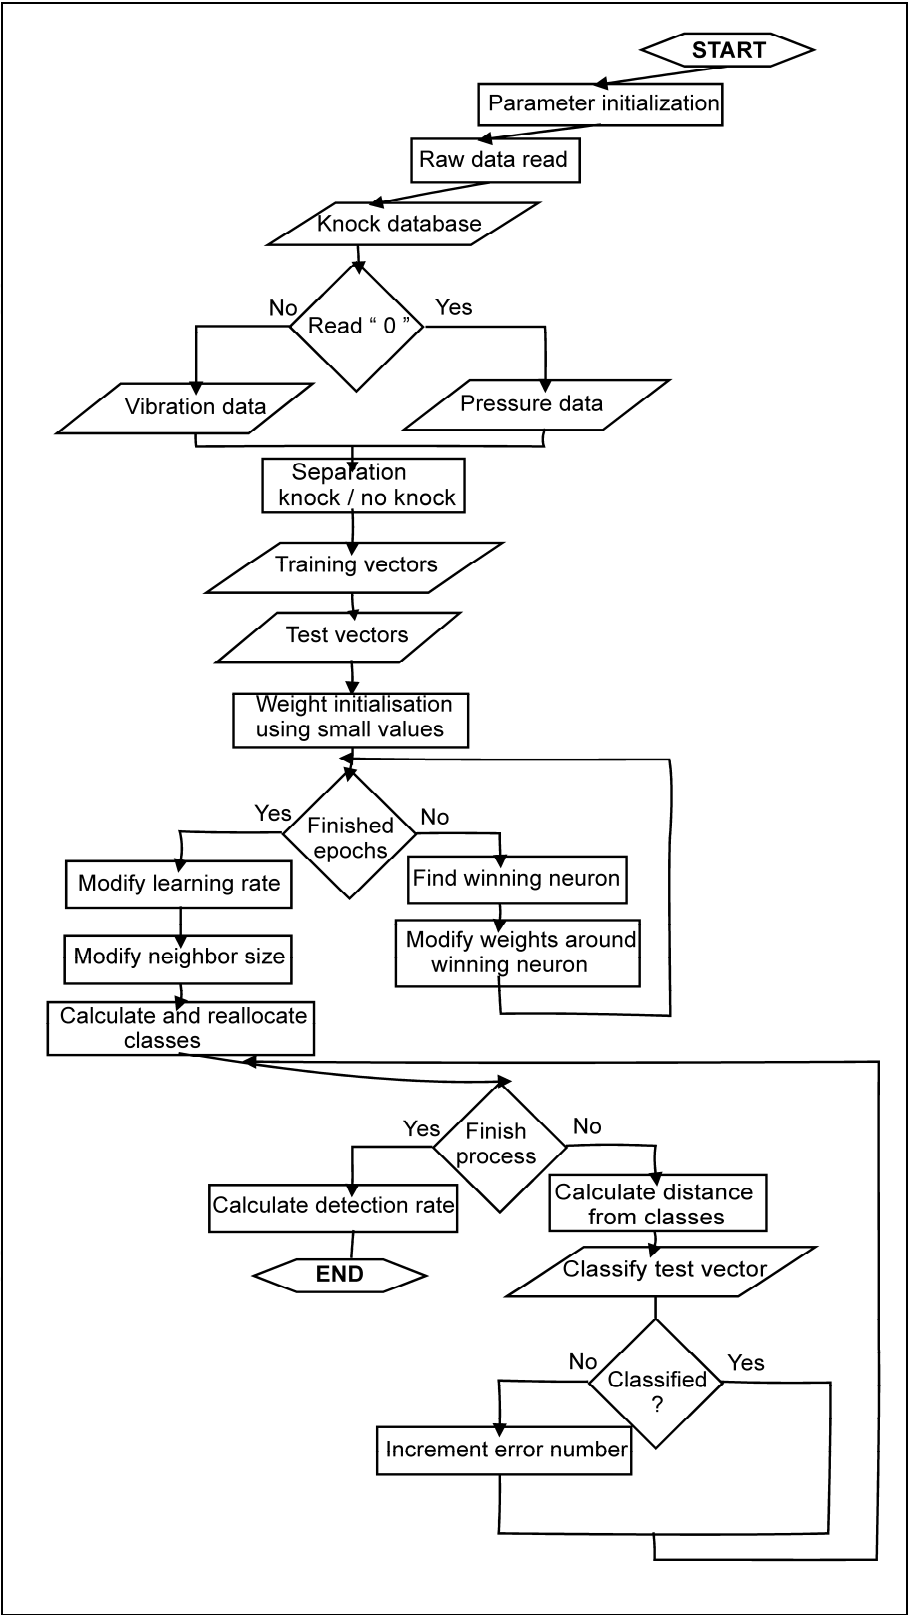 START
Parameter initialization
Raw data read
Knock database
No
Yes
Read “ 0 ”
Vibration data
Pressure data
Separation
knock / no knock
Training vectors
Test vectors
Weight initialisation
using small values
Yes
No
Finished
epochs
Modify learning rate
Find winning neuron
Modify neighbor size
Modify weights around
winning neuron
Calculate and reallocate
classes
Yes
No
Finish
process
Calculate detection rate
Calculate distance
from classes
END
Classify test vector
No
Yes
Classified
?
Increment error number